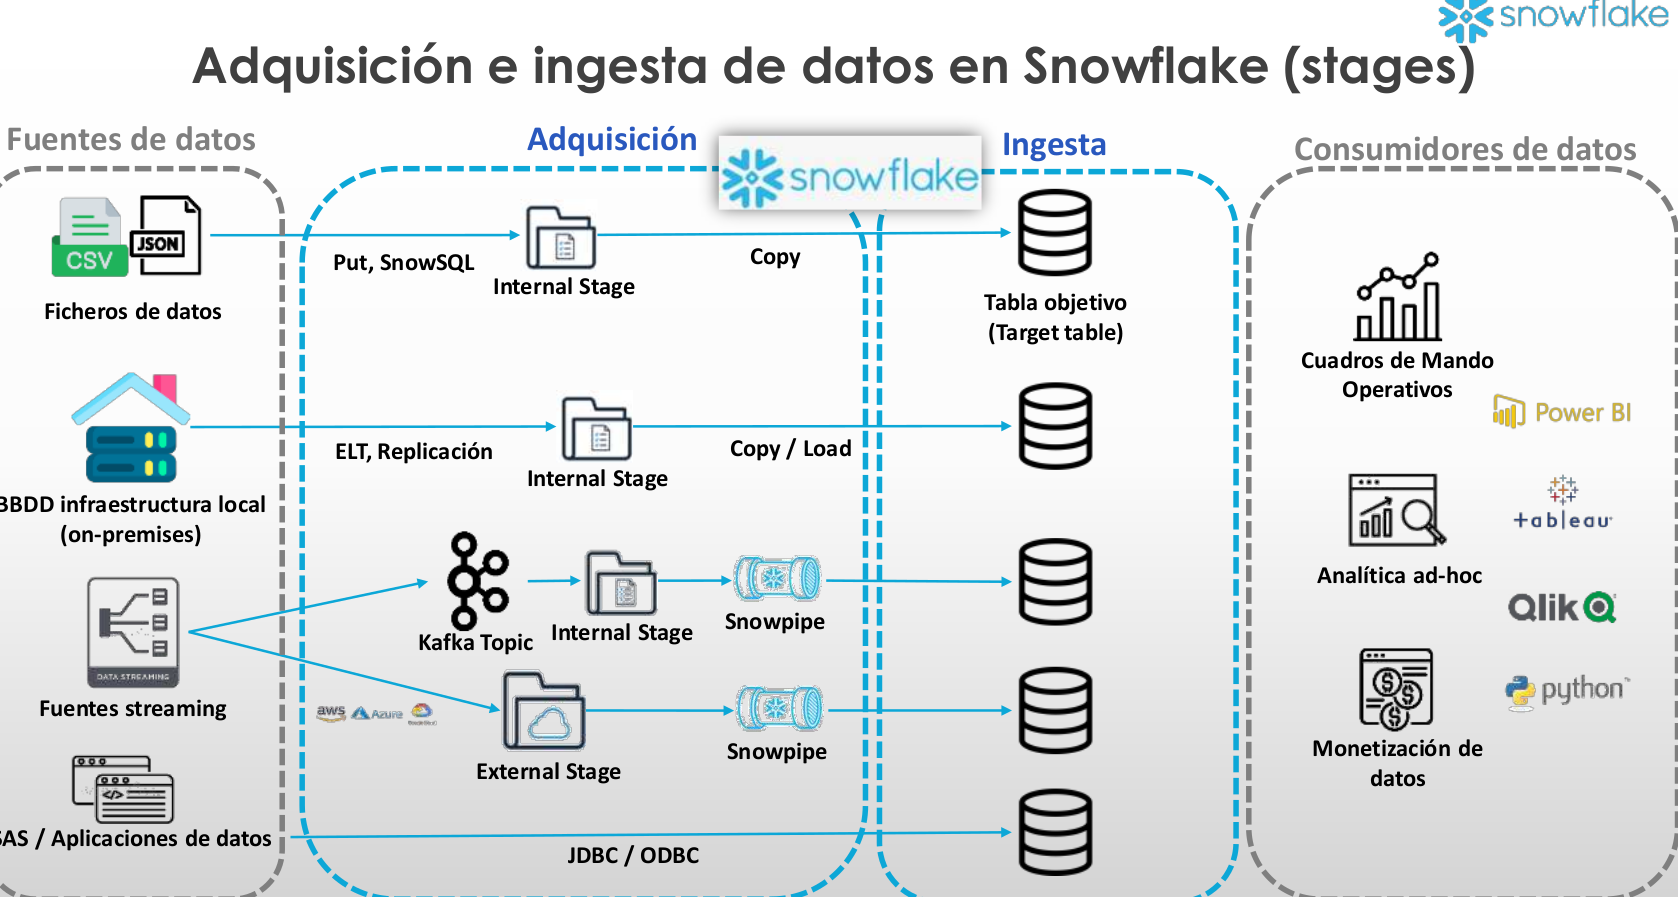 snowflake
Adquisición e ingesta de datos en Snowflake (stages)
Fuentes de datos
Adquisición
snowflake
Ingesta
Consumidores de datos
CSV
JSON
Ficheros de datos
Put, SnowSQL
Internal Stage
Copy
Tabla objetivo
(Target table)
BBDD infraestructura local
(on-premises)
ELT, Replicación
Internal Stage
Copy / Load
DATA STREAMING
Fuentes streaming
Kafka Topic
Internal Stage
Snowpipe
aws
Azure
External Stage
Snowpipe
SAS / Aplicaciones de datos
JDBC / ODBC
Cuadros de Mando
Operativos
Power BI
Analítica ad-hoc
tableau
Qlik
python
Monetización de
datos